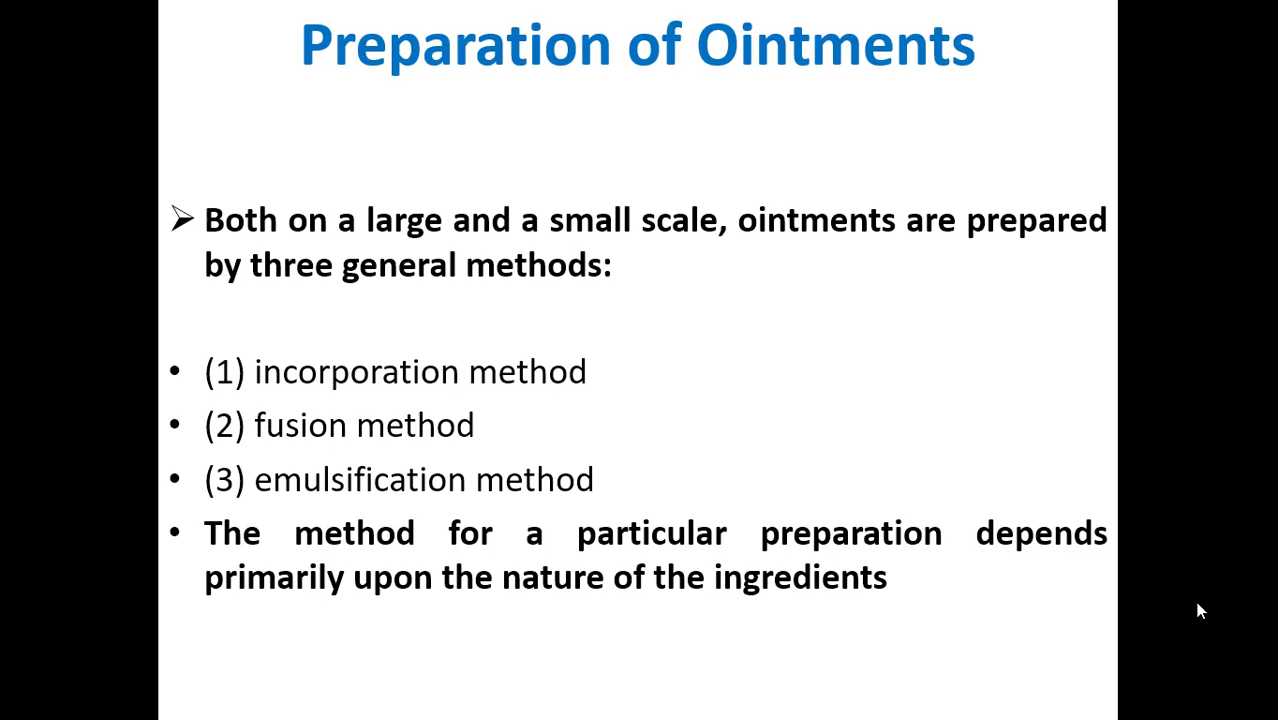 Preparation of Ointments
➢ Both on a large and a small scale, ointments are prepared
by three general methods:
• (1) incorporation method
• (2) fusion method
• (3) emulsification method
• The method for a particular preparation depends
primarily upon the nature of the ingredients